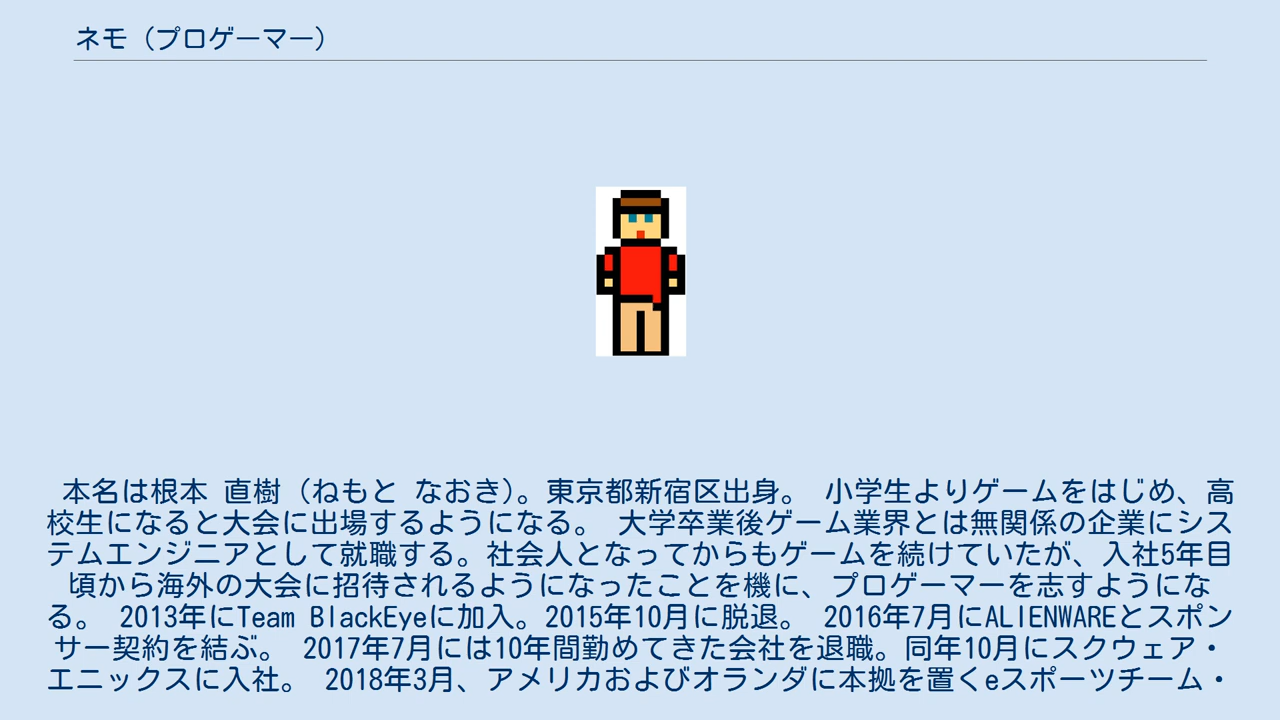 ネモ（プロゲーマー）
本名は根本 直樹（ねもと なおき）。東京都新宿区出身。 小学生よりゲームをはじめ、高
校生になると大会に出場するようになる。 大学卒業後ゲーム業界とは無関係の企業にシス
テムエンジニアとして就職する。社会人となってからもゲームを続けていたが、入社5年目
頃から海外の大会に招待されるようになったことを機に、プロゲーマーを志すようにな
る。 2013年にTeam BlackEyeに加入。2015年10月に脱退。 2016年7月にALIENWAREとスポン
サー契約を結ぶ。 2017年7月には10年間勤めてきた会社を退職。同年10月にスクウェア・
エニックスに入社。 2018年3月、アメリカおよびオランダに本拠を置くeスポーツチーム・